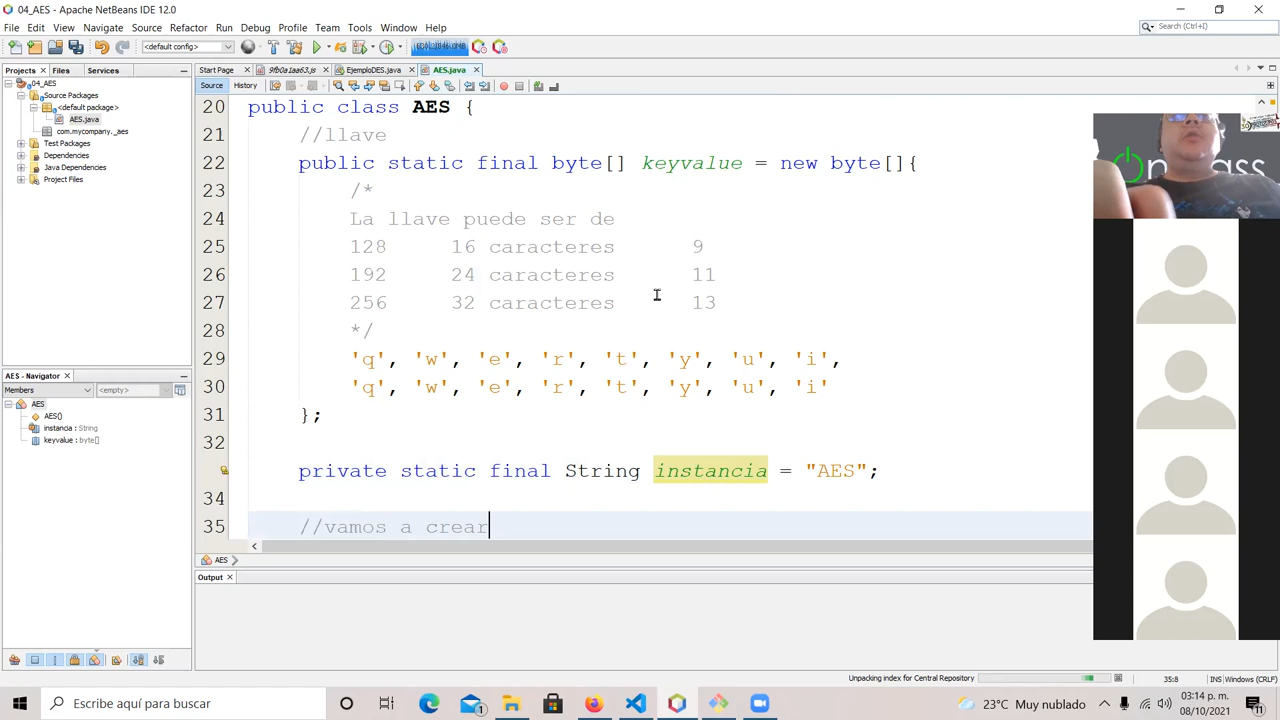 04_AES - Apache NetBeans IDE 12.0
File Edit View Navigate Source Refactor Run Debug Profile Team Tools Window Help
Search (Ctrl+I)
<default config>
Projects Files Services
Start Page 9fb0a1aa63.js EjemploDES.java AES.java
Source History
04_AES
Source Packages
<default package>
AES.java
com.mycompany._aes
Test Packages
Dependencies
Java Dependencies
Project Files
20 public class AES {
21 //llave
22 public static final byte[] keyvalue = new byte[]{
23 /*
24 La llave puede ser de
25 128 16 caracteres 9
26 192 24 caracteres 11
27 256 32 caracteres 13
28 */
29 'q', 'w', 'e', 'r', 't', 'y', 'u', 'i',
30 'q', 'w', 'e', 'r', 't', 'y', 'u', 'i'
31 };
32
private static final String instancia = "AES";
34
35 //vamos a crear
AES - Navigator
Members <empty>
AES
AES()
instancia : String
keyvalue : byte[]
AES
Output
Unpacking index for Central Repository
35:8 INS Windows (CRLF)
Escribe aquí para buscar
1
23°C Muy nublado
03:14 p. m.
08/10/2021
11